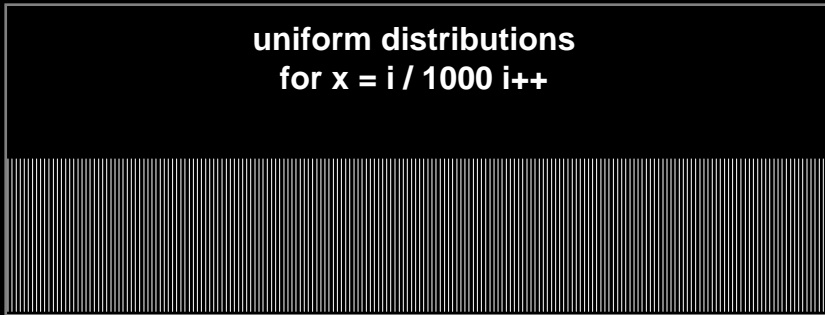 uniform distributions
for x = i / 1000 i++